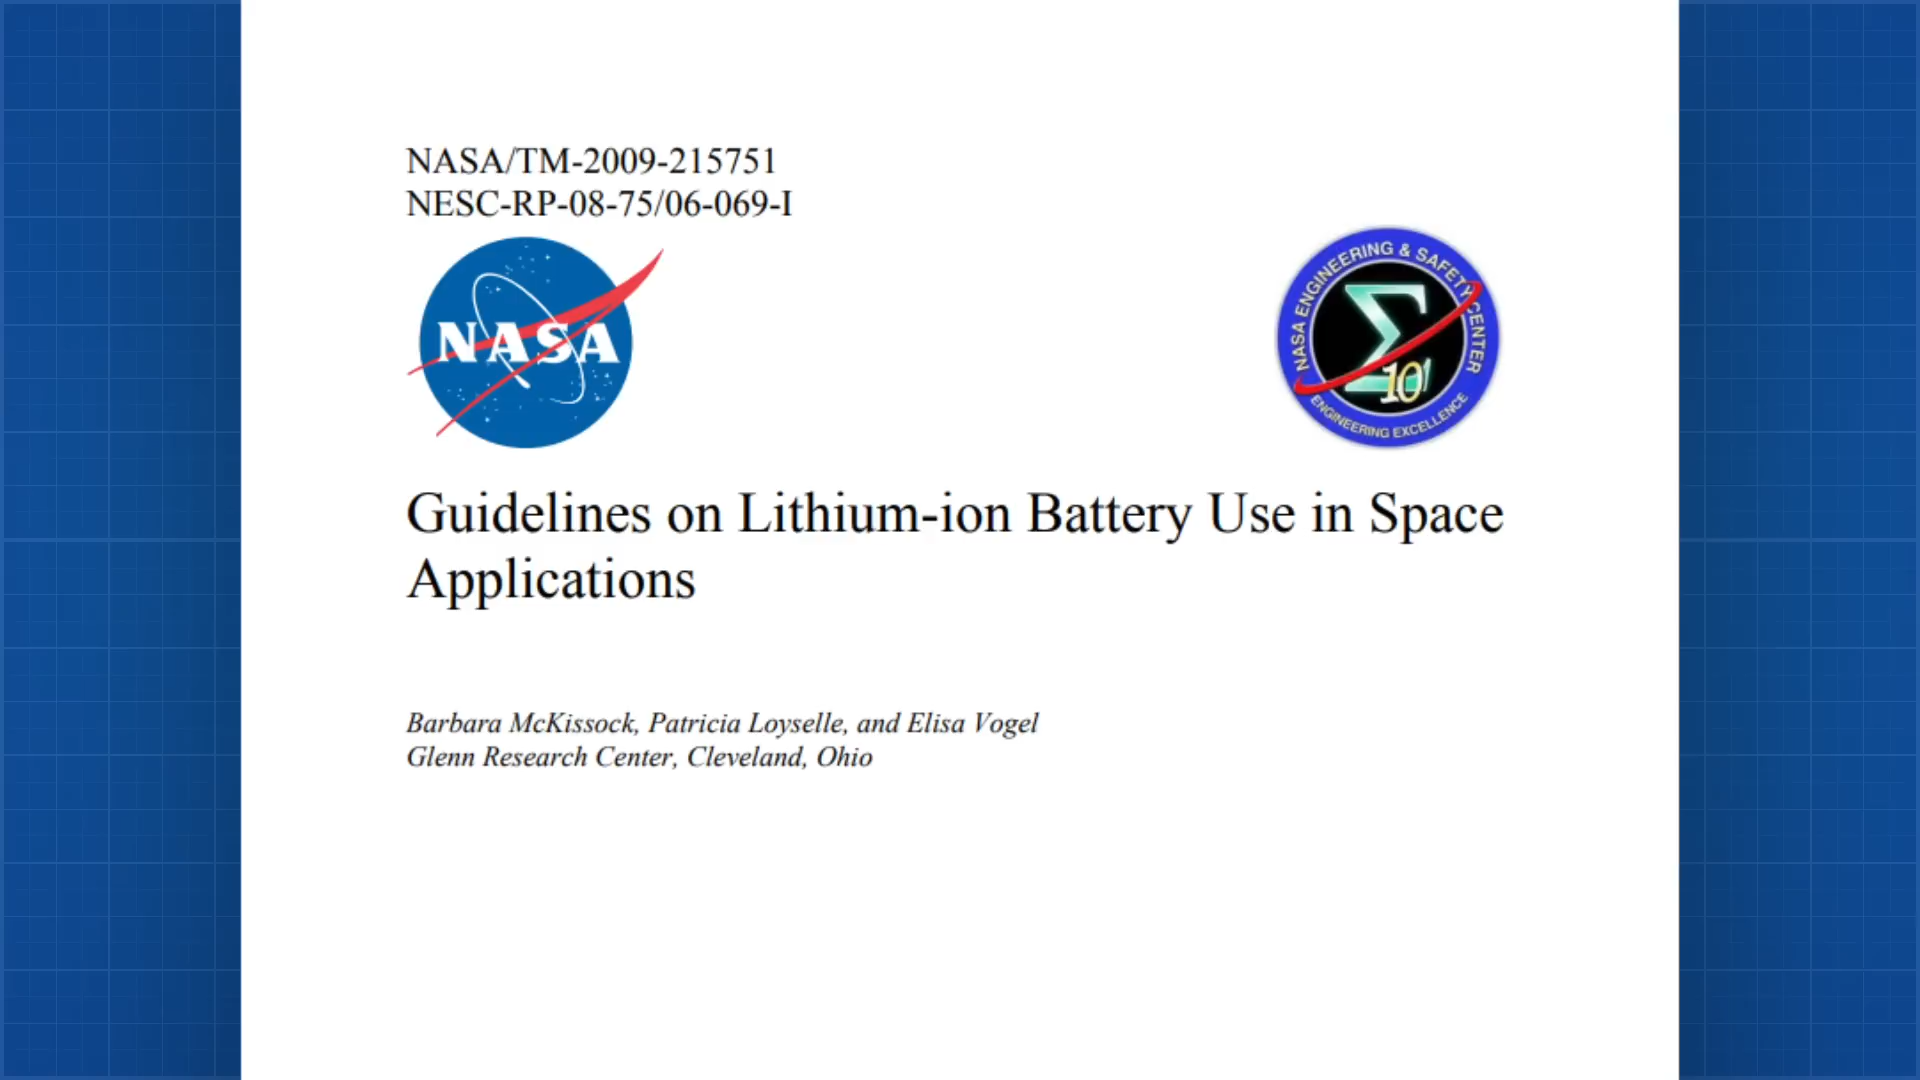 NASA/TM-2009-215751
NESC-RP-08-75/06-069-I
NASA
NASA ENGINEERING & SAFETY CENTER
10
ENGINEERING EXCELLENCE
Guidelines on Lithium-ion Battery Use in Space
Applications
Barbara McKissock, Patricia Loyselle, and Elisa Vogel
Glenn Research Center, Cleveland, Ohio